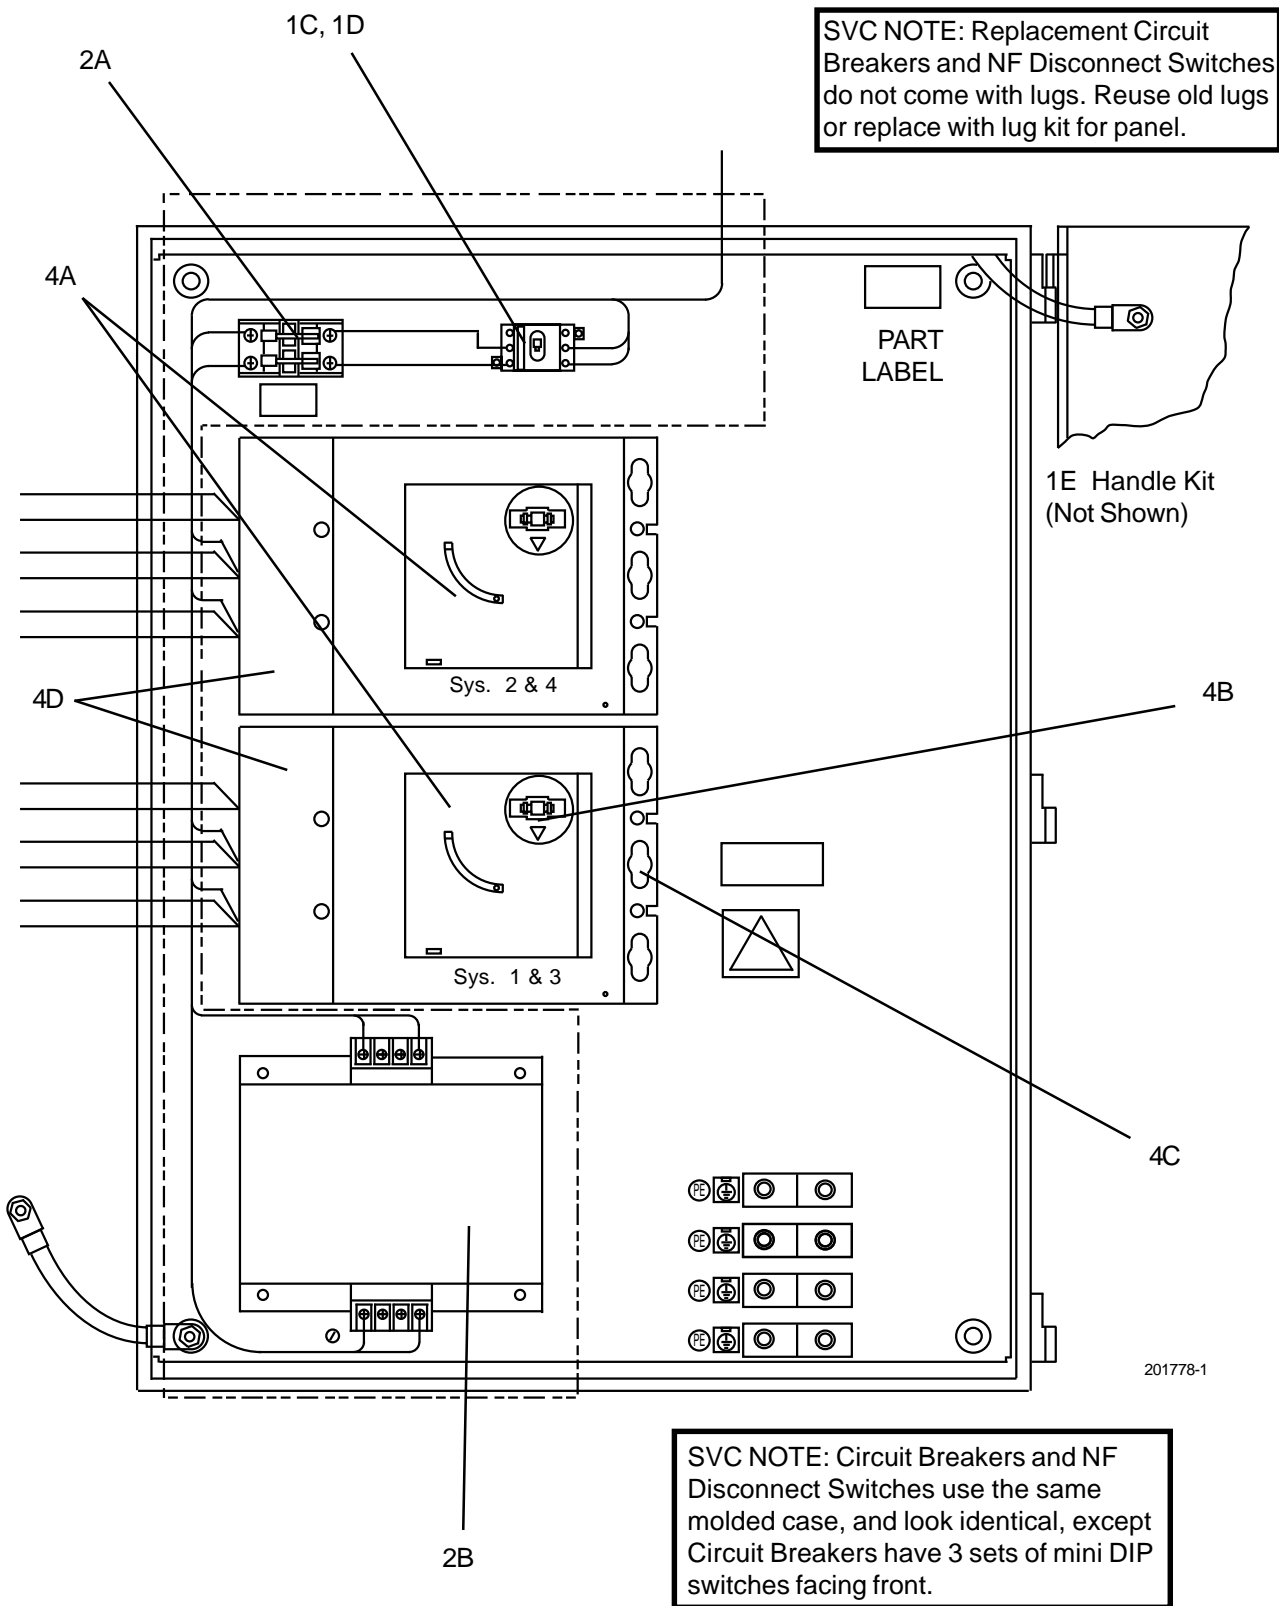 1C, 1D
2A
SVC NOTE: Replacement Circuit
Breakers and NF Disconnect Switches
do not come with lugs. Reuse old lugs
or replace with lug kit for panel.
4A
PART
LABEL
1E Handle Kit
(Not Shown)
Sys. 2 & 4
4D
4B
Sys. 1 & 3
4C
PE
PE
PE
PE
201778-1
2B
SVC NOTE: Circuit Breakers and NF
Disconnect Switches use the same
molded case, and look identical, except
Circuit Breakers have 3 sets of mini DIP
switches facing front.